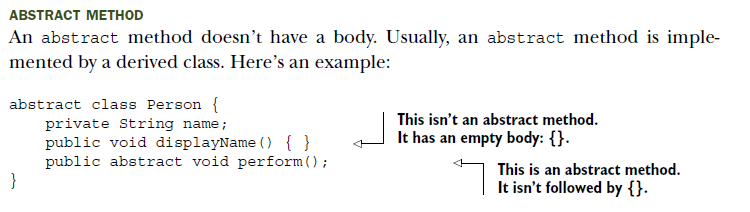 ABSTRACT METHOD
An abstract method doesn't have a body. Usually, an abstract method is imple-
mented by a derived class. Here's an example:
abstract class Person {
    private String name;
    public void displayName() { }
    public abstract void perform();
}
This isn't an abstract method.
It has an empty body: {}.
This is an abstract method.
It isn't followed by {}.